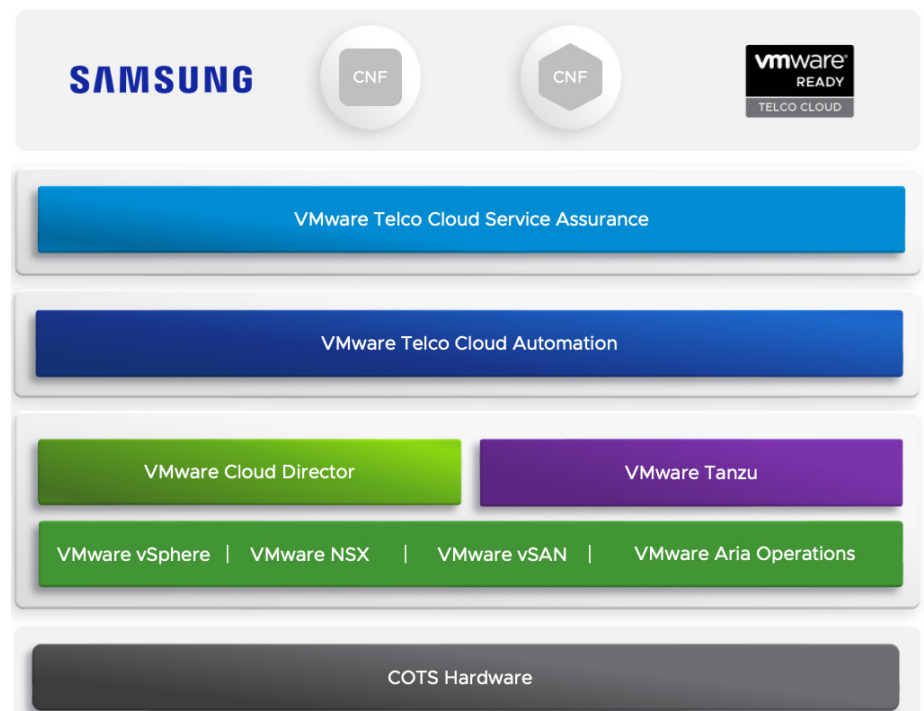 SAMSUNG
CNF
CNF
vmware®
READY
TELCO CLOUD
VMware Telco Cloud Service Assurance
VMware Telco Cloud Automation
VMware Cloud Director
VMware Tanzu
VMware vSphere | VMware NSX | VMware vSAN | VMware Aria Operations
COTS Hardware